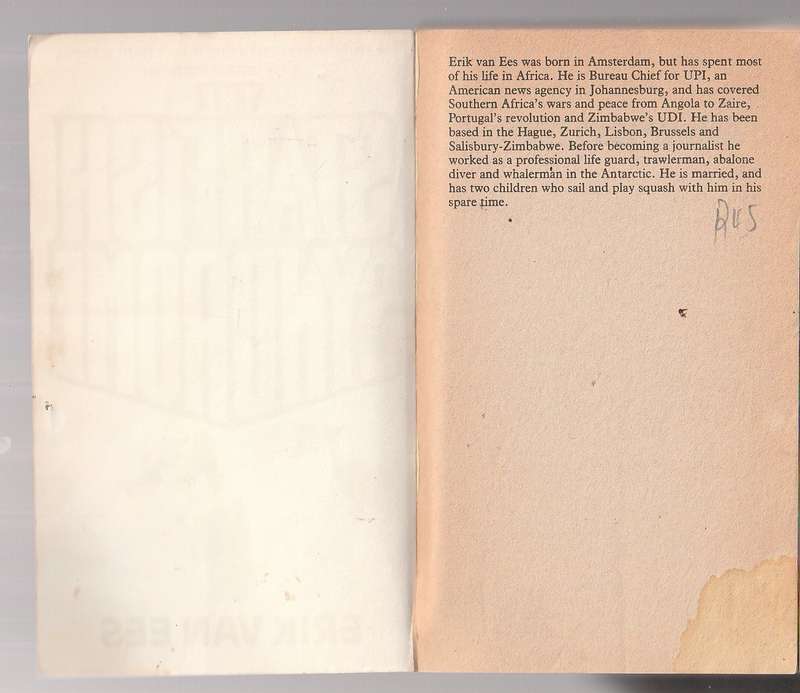 Erik van Ees was born in Amsterdam, but has spent most
of his life in Africa. He is Bureau Chief for UPI, an
American news agency in Johannesburg, and has covered
Southern Africa's wars and peace from Angola to Zaire,
Portugal's revolution and Zimbabwe's UDI. He has been
based in the Hague, Zurich, Lisbon, Brussels and
Salisbury-Zimbabwe. Before becoming a journalist he
worked as a professional life guard, trawlerman, abalone
diver and whalerman in the Antarctic. He is married, and
has two children who sail and play squash with him in his
spare time.
ERIK VAN EES